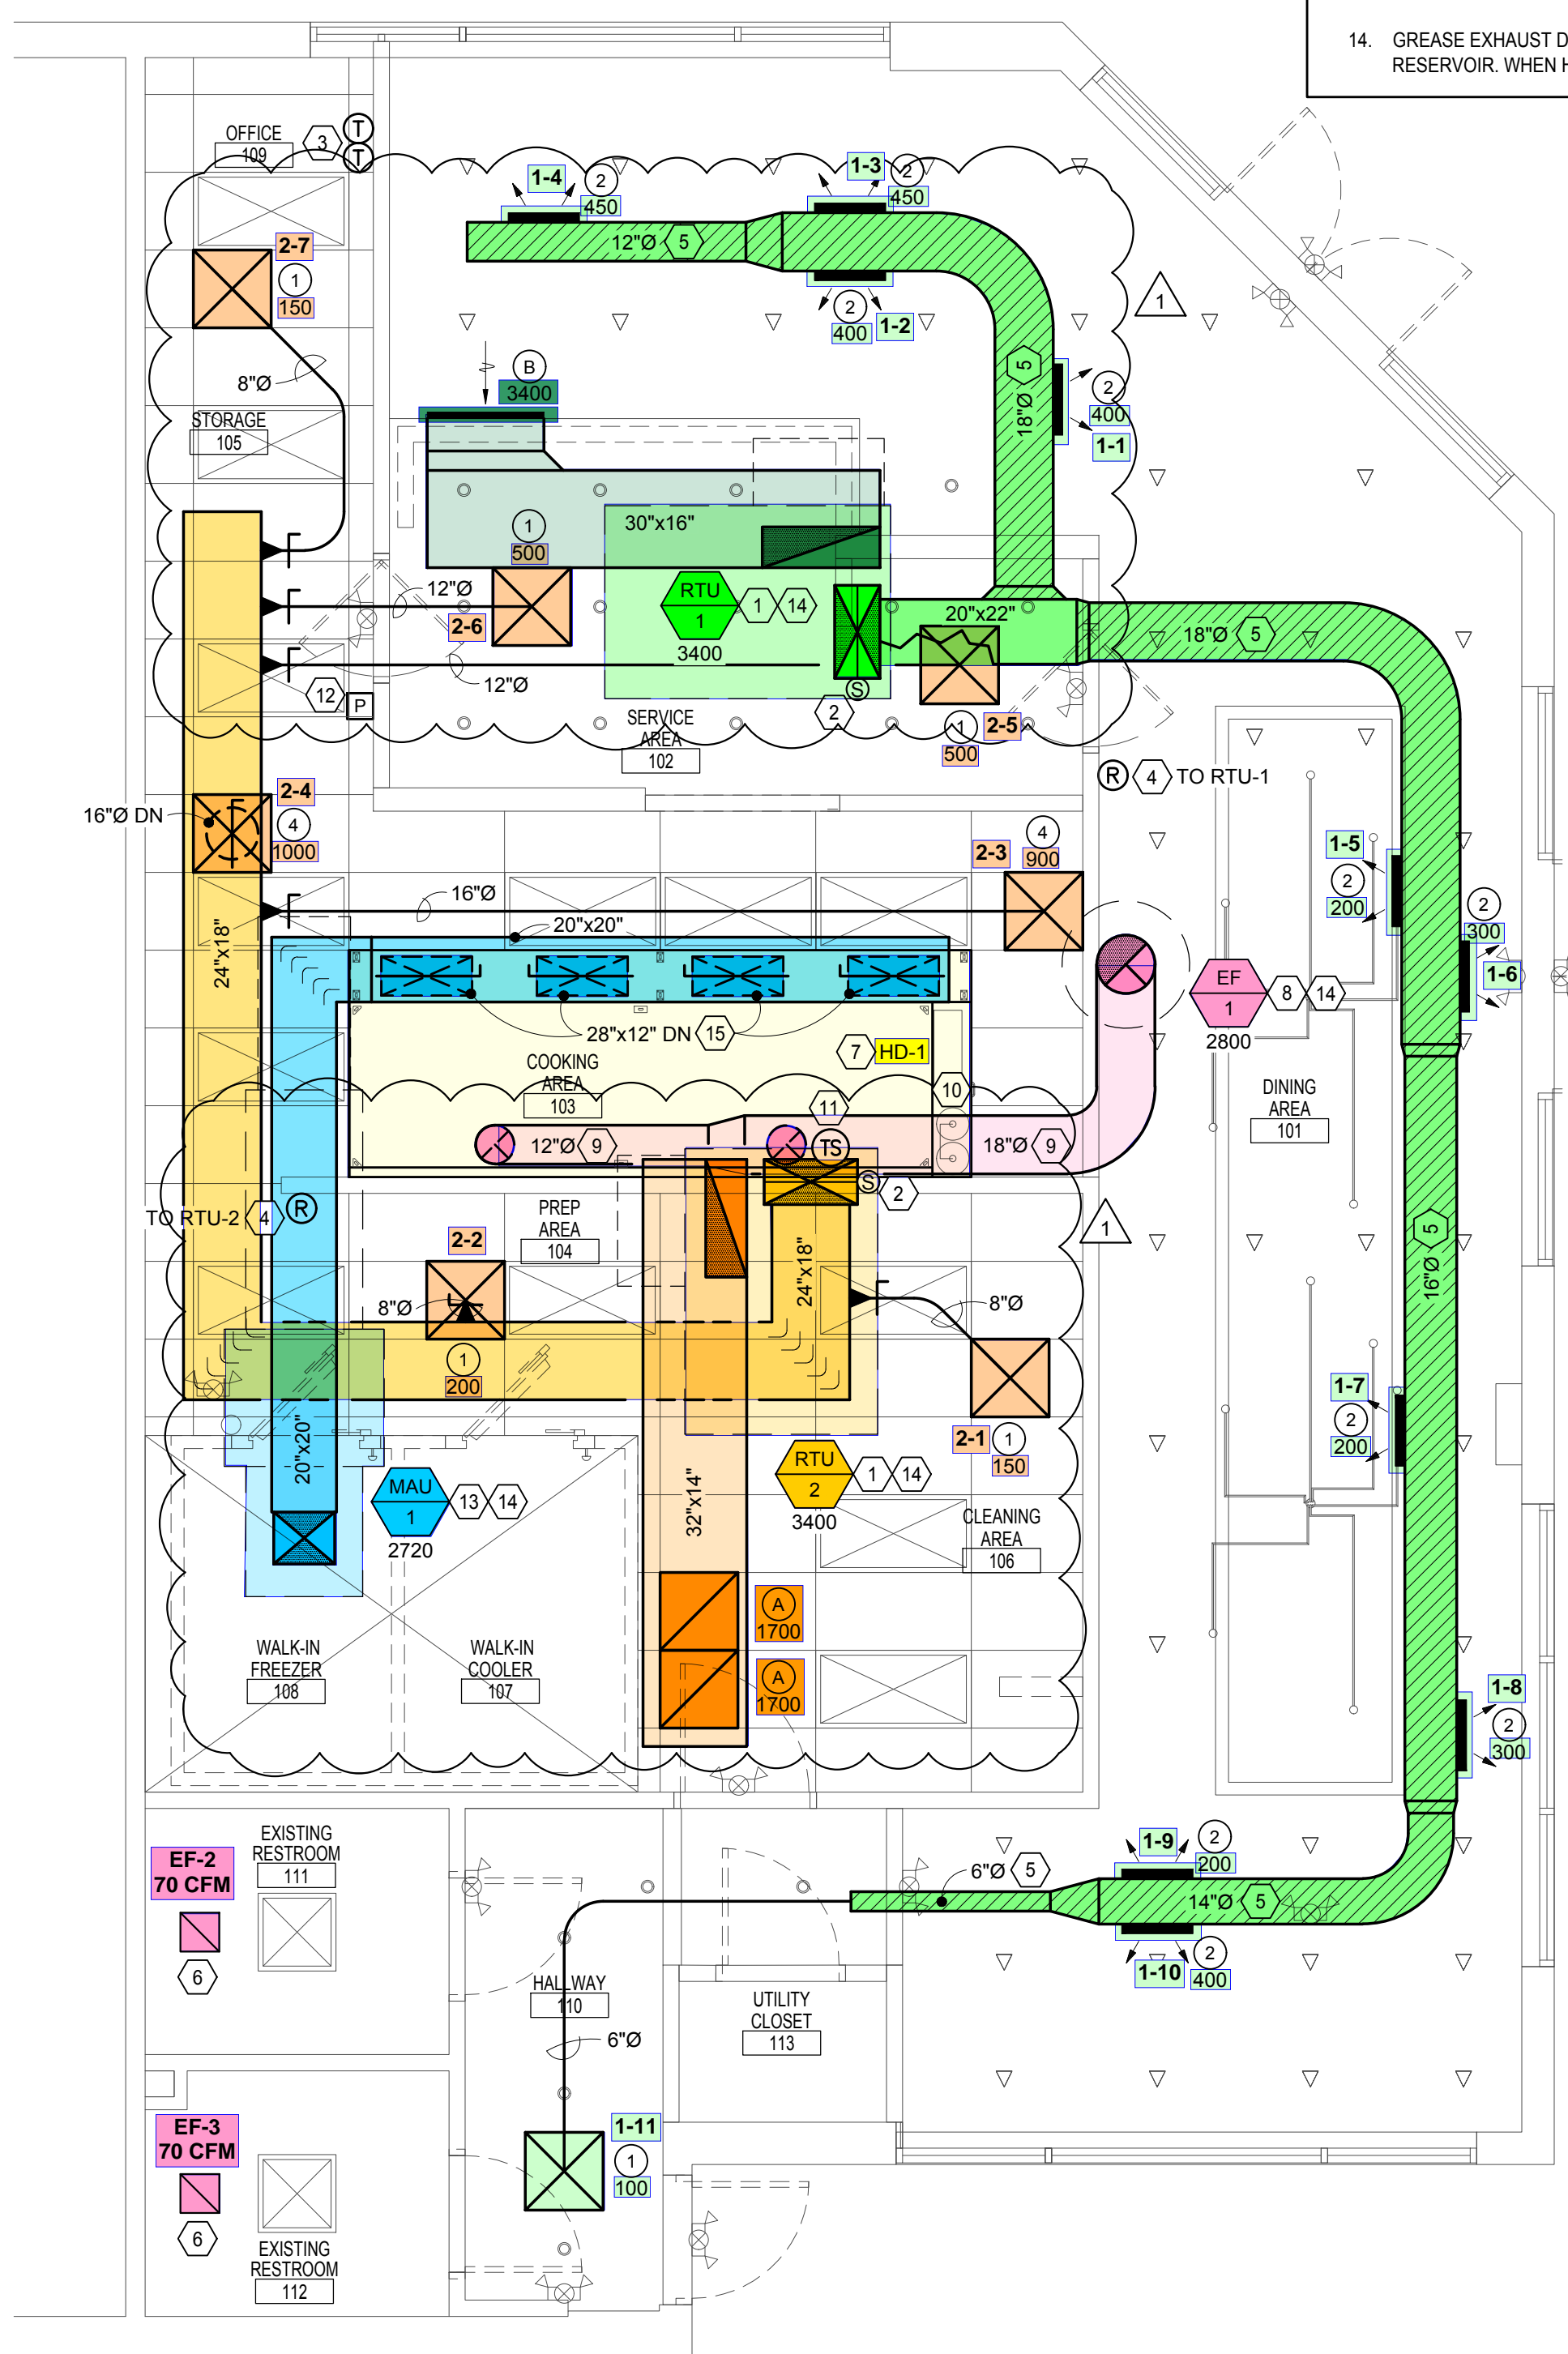 14. GREASE EXHAUST D
RESERVOIR. WHEN H
OFFICE
109
3
T
T
1-4
2
450
1-3
2
450
12"Ø
5
2
400
1-2
1
2-7
1
150
8"Ø
5
18"Ø
2
400
1-1
B
3400
STORAGE
105
30"x16"
1
500
12"Ø
2-6
RTU
1
1
14
3400
20"x22"
18"Ø
5
12"Ø
12
P
S
2
SERVICE
AREA
102
1
2-5
500
R
4
TO RTU-1
16"Ø DN
2-4
4
1000
2-3
4
900
1-5
2
200
2
300
1-6
16"Ø
20"x20"
24"x18"
EF
1
8
14
2800
28"x12" DN
15
7
HD-1
COOKING
AREA
103
10
11
DINING
AREA
101
12"Ø
9
TS
18"Ø
9
S
2
TO RTU-2
4
R
PREP
AREA
104
1
5
16"Ø
2-2
24"x18"
8"Ø
8"Ø
1
200
1-7
2
200
2-1
1
150
20"x20"
RTU
2
1
14
3400
MAU
1
13
14
2720
32"x14"
CLEANING
AREA
106
A
1700
A
1700
WALK-IN
FREEZER
108
WALK-IN
COOLER
107
1-8
2
300
EXISTING
RESTROOM
111
EF-2
70 CFM
6
1-9
2
200
6"Ø
5
14"Ø
5
2
1-10
400
HALLWAY
110
UTILITY
CLOSET
113
6"Ø
EF-3
70 CFM
6
1-11
1
100
EXISTING
RESTROOM
112